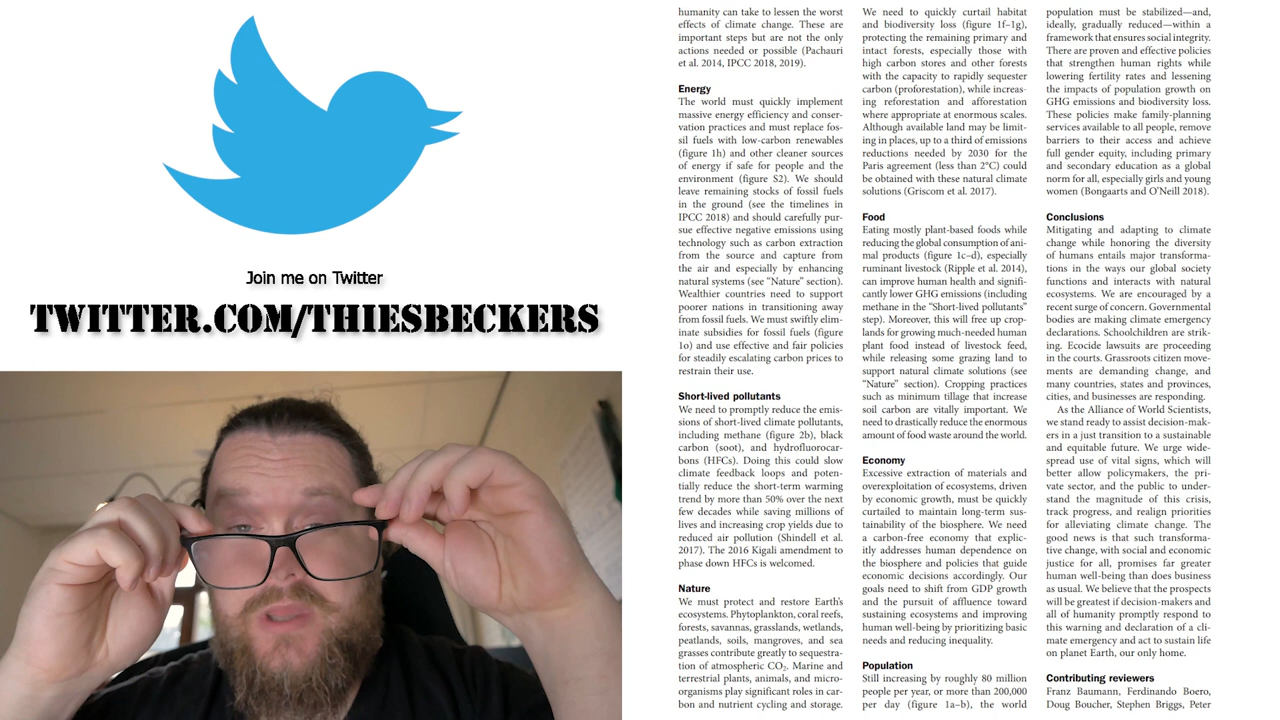 Join me on Twitter
TWITTER.COM/THIESBECKERS
humanity can take to lessen the worst
effects of climate change. These are
important steps but are not the only
actions needed or possible (Pachauri
et al. 2014, IPCC 2018, 2019).
Energy
The world must quickly implement
massive energy efficiency and conser-
vation practices and must replace fos-
sil fuels with low-carbon renewables
(figure 1h) and other cleaner sources
of energy if safe for people and the
environment (figure S2). We should
leave remaining stocks of fossil fuels
in the ground (see the timelines in
IPCC 2018) and should carefully pur-
sue effective negative emissions using
technology such as carbon extraction
from the source and capture from
the air and especially by enhancing
natural systems (see “Nature” section).
Wealthier countries need to support
poorer nations in transitioning away
from fossil fuels. We must swiftly elim-
inate subsidies for fossil fuels (figure
1o) and use effective and fair policies
for steadily escalating carbon prices to
restrain their use.
Short-lived pollutants
We need to promptly reduce the emis-
sions of short-lived climate pollutants,
including methane (figure 2b), black
carbon (soot), and hydrofluorocar-
bons (HFCs). Doing this could slow
climate feedback loops and poten-
tially reduce the short-term warming
trend by more than 50% over the next
few decades while saving millions of
lives and increasing crop yields due to
reduced air pollution (Shindell et al.
2017). The 2016 Kigali amendment to
phase down HFCs is welcomed.
Nature
We must protect and restore Earth’s
ecosystems. Phytoplankton, coral reefs,
forests, savannas, grasslands, wetlands,
peatlands, soils, mangroves, and sea
grasses contribute greatly to sequestra-
tion of atmospheric CO₂. Marine and
terrestrial plants, animals, and micro-
organisms play significant roles in car-
bon and nutrient cycling and storage.
We need to quickly curtail habitat
and biodiversity loss (figure 1f–1g),
protecting the remaining primary and
intact forests, especially those with
high carbon stores and other forests
with the capacity to rapidly sequester
carbon (proforestation), while increas-
ing reforestation and afforestation
where appropriate at enormous scales.
Although available land may be limit-
ing in places, up to a third of emissions
reductions needed by 2030 for the
Paris agreement (less than 2°C) could
be obtained with these natural climate
solutions (Griscom et al. 2017).
Food
Eating mostly plant-based foods while
reducing the global consumption of ani-
mal products (figure 1c–d), especially
ruminant livestock (Ripple et al. 2014),
can improve human health and signifi-
cantly lower GHG emissions (including
methane in the “Short-lived pollutants”
step). Moreover, this will free up crop-
lands for growing much-needed human
plant food instead of livestock feed,
while releasing some grazing land to
support natural climate solutions (see
“Nature” section). Cropping practices
such as minimum tillage that increase
soil carbon are vitally important. We
need to drastically reduce the enormous
amount of food waste around the world.
Economy
Excessive extraction of materials and
overexploitation of ecosystems, driven
by economic growth, must be quickly
curtailed to maintain long-term sus-
tainability of the biosphere. We need
a carbon-free economy that explic-
itly addresses human dependence on
the biosphere and policies that guide
economic decisions accordingly. Our
goals need to shift from GDP growth
and the pursuit of affluence toward
sustaining ecosystems and improving
human well-being by prioritizing basic
needs and reducing inequality.
Population
Still increasing by roughly 80 million
people per year, or more than 200,000
per day (figure 1a–b), the world
population must be stabilized—and,
ideally, gradually reduced—within a
framework that ensures social integrity.
There are proven and effective policies
that strengthen human rights while
lowering fertility rates and lessening
the impacts of population growth on
GHG emissions and biodiversity loss.
These policies make family-planning
services available to all people, remove
barriers to their access and achieve
full gender equity, including primary
and secondary education as a global
norm for all, especially girls and young
women (Bongaarts and O’Neill 2018).
Conclusions
Mitigating and adapting to climate
change while honoring the diversity
of humans entails major transforma-
tions in the ways our global society
functions and interacts with natural
ecosystems. We are encouraged by a
recent surge of concern. Governmental
bodies are making climate emergency
declarations. Schoolchildren are strik-
ing. Ecocide lawsuits are proceeding
in the courts. Grassroots citizen move-
ments are demanding change, and
many countries, states and provinces,
cities, and businesses are responding.
As the Alliance of World Scientists,
we stand ready to assist decision-mak-
ers in a just transition to a sustainable
and equitable future. We urge wide-
spread use of vital signs, which will
better allow policymakers, the pri-
vate sector, and the public to under-
stand the magnitude of this crisis,
track progress, and realign priorities
for alleviating climate change. The
good news is that such transforma-
tive change, with social and economic
justice for all, promises far greater
human well-being than does business
as usual. We believe that the prospects
will be greatest if decision-makers and
all of humanity promptly respond to
this warning and declaration of a cli-
mate emergency and act to sustain life
on planet Earth, our only home.
Contributing reviewers
Franz Baumann, Ferdinando Boero,
Doug Boucher, Stephen Briggs, Peter